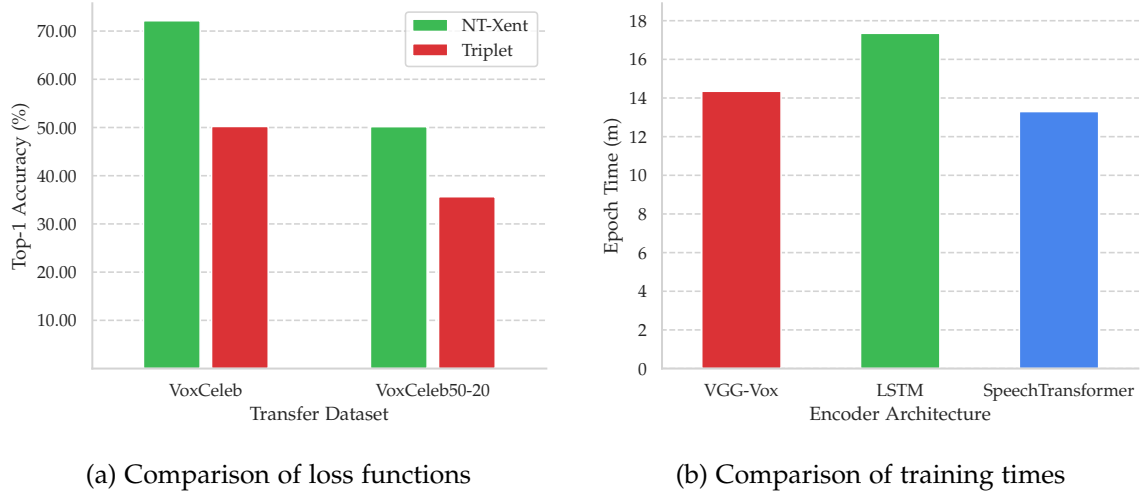 70.00
60.00
50.00
40.00
30.00
20.00
10.00
Top-1 Accuracy (%)
NT-Xent
Triplet
VoxCeleb
VoxCeleb50-20
Transfer Dataset
(a) Comparison of loss functions
18
16
14
12
10
8
6
4
2
0
Epoch Time (m)
VGG-Vox
LSTM
SpeechTransformer
Encoder Architecture
(b) Comparison of training times